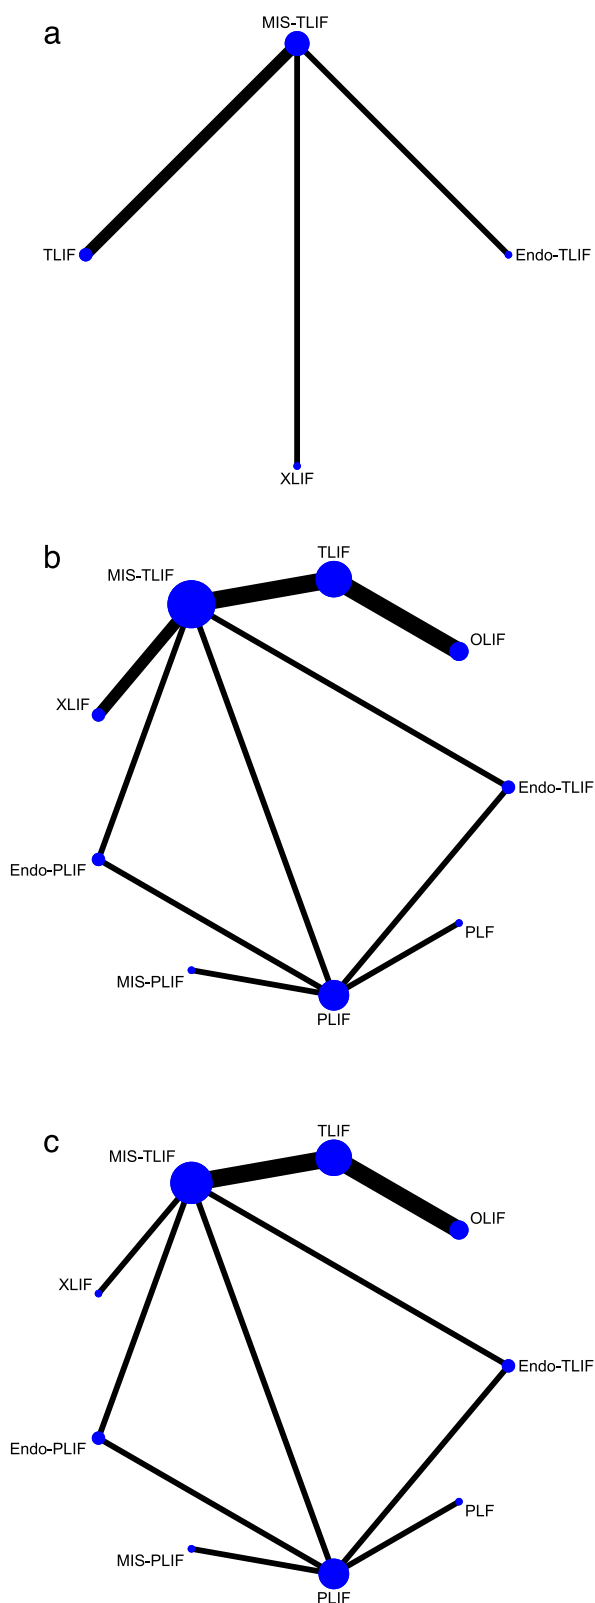 a
MIS-TLIF
TLIF
Endo-TLIF
XLIF
b
TLIF
MIS-TLIF
OLIF
XLIF
Endo-TLIF
Endo-PLIF
PLF
MIS-PLIF
PLIF
c
TLIF
MIS-TLIF
OLIF
XLIF
Endo-TLIF
Endo-PLIF
PLF
MIS-PLIF
PLIF